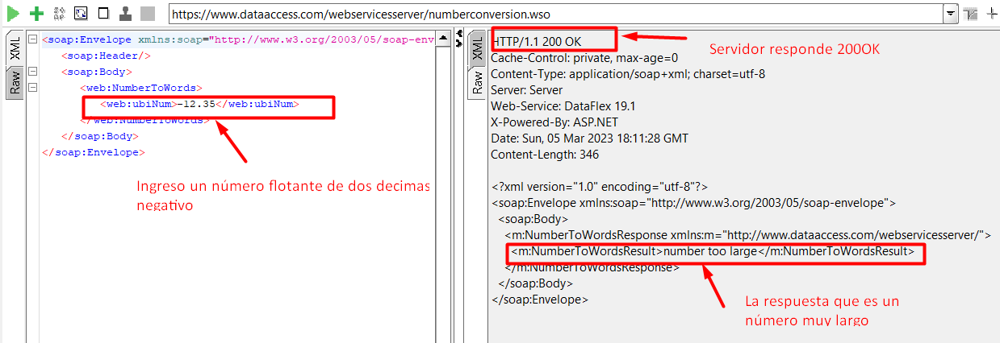 https://www.dataaccess.com/webservicesserver/numberconversion.wso
XML
Raw
<soap:Envelope xmlns:soap="http://www.w3.org/2003/05/soap-env
<soap:Header/>
<soap:Body>
<web:NumberToWords>
<web:ubiNum>-12.35</web:ubiNum>
</web:NumberToWords>
</soap:Body>
</soap:Envelope>
Ingreso un número flotante de dos decimas
negativo
XML
Raw
HTTP/1.1 200 OK
Servidor responde 200OK
Cache-Control: private, max-age=0
Content-Type: application/soap+xml; charset=utf-8
Server: Server
Web-Service: DataFlex 19.1
X-Powered-By: ASP.NET
Date: Sun, 05 Mar 2023 18:11:28 GMT
Content-Length: 346
<?xml version="1.0" encoding="utf-8"?>
<soap:Envelope xmlns:soap="http://www.w3.org/2003/05/soap-envelope">
<soap:Body>
<m:NumberToWordsResponse xmlns:m="http://www.dataaccess.com/webservicesserver/">
<m:NumberToWordsResult>number too large</m:NumberToWordsResult>
</m:NumberToWordsResponse>
</soap:Body>
</soap:Envelope>
La respuesta que es un
número muy largo